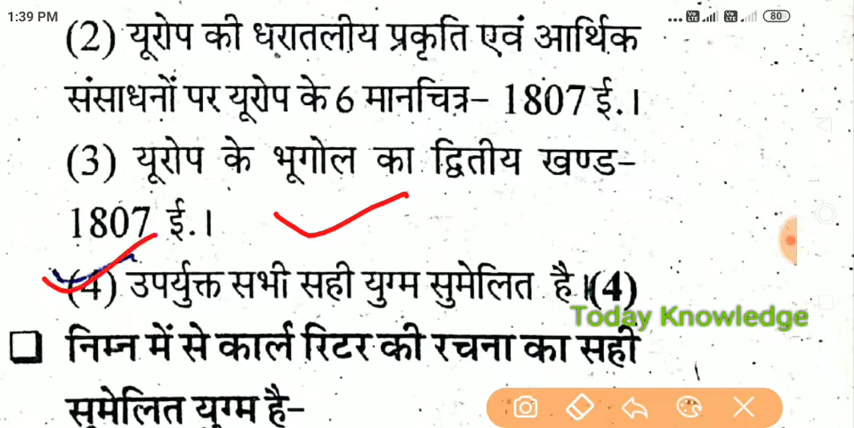 1:39 PM
80
(2) यूरोप की धरातलीय प्रकृति एवं आर्थिक
संसाधनों पर यूरोप के 6 मानचित्र– 1807 ई.।
(3) यूरोप के भूगोल का द्वितीय खण्ड–
1807 ई.।
(4) उपर्युक्त सभी सही युग्म सुमेलित है।(4)
Today Knowledge
निम्न में से कार्ल रिटर की रचना का सही
सुमेलित युग्म है–